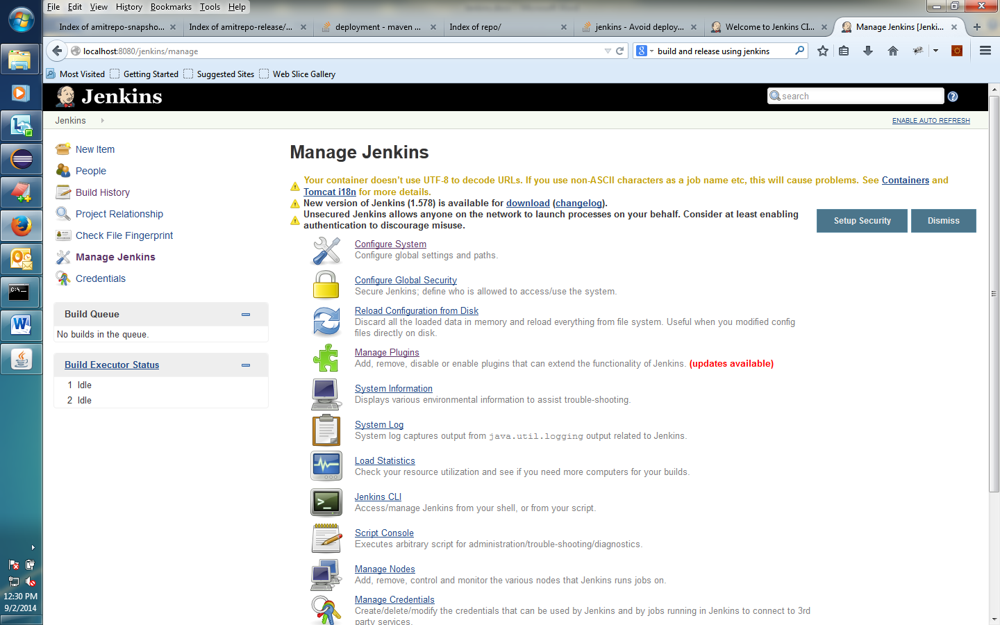 File Edit View History Bookmarks Tools Help
Index of amitrepo-snapsho...
Index of amitrepo-release/...
deployment - maven ...
Index of repo/
jenkins - Avoid deploy...
Welcome to Jenkins CI...
Manage Jenkins [Jenki...
localhost:8080/jenkins/manage
build and release using jenkins
Most Visited Getting Started Suggested Sites Web Slice Gallery
Jenkins
search
Jenkins
ENABLE AUTO REFRESH
New Item
People
Build History
Project Relationship
Check File Fingerprint
Manage Jenkins
Credentials
Build Queue
No builds in the queue.
Build Executor Status
1 Idle
2 Idle
Manage Jenkins
Your container doesn't use UTF-8 to decode URLs. If you use non-ASCII characters as a job name etc, this will cause problems. See Containers and
Tomcat i18n for more details.
New version of Jenkins (1.578) is available for download (changelog).
Unsecured Jenkins allows anyone on the network to launch processes on your behalf. Consider at least enabling
authentication to discourage misuse.
Setup Security
Dismiss
Configure System
Configure global settings and paths.
Configure Global Security
Secure Jenkins; define who is allowed to access/use the system.
Reload Configuration from Disk
Discard all the loaded data in memory and reload everything from file system. Useful when you modified config
files directly on disk.
Manage Plugins
Add, remove, disable or enable plugins that can extend the functionality of Jenkins. (updates available)
System Information
Displays various environmental information to assist trouble-shooting.
System Log
System log captures output from java.util.logging output related to Jenkins.
Load Statistics
Check your resource utilization and see if you need more computers for your builds.
Jenkins CLI
Access/manage Jenkins from your shell, or from your script.
Script Console
Executes arbitrary script for administration/trouble-shooting/diagnostics.
Manage Nodes
Add, remove, control and monitor the various nodes that Jenkins runs jobs on.
Manage Credentials
Create/delete/modify the credentials that can be used by Jenkins and by jobs running in Jenkins to connect to 3rd
party services.
12:30 PM
9/2/2014